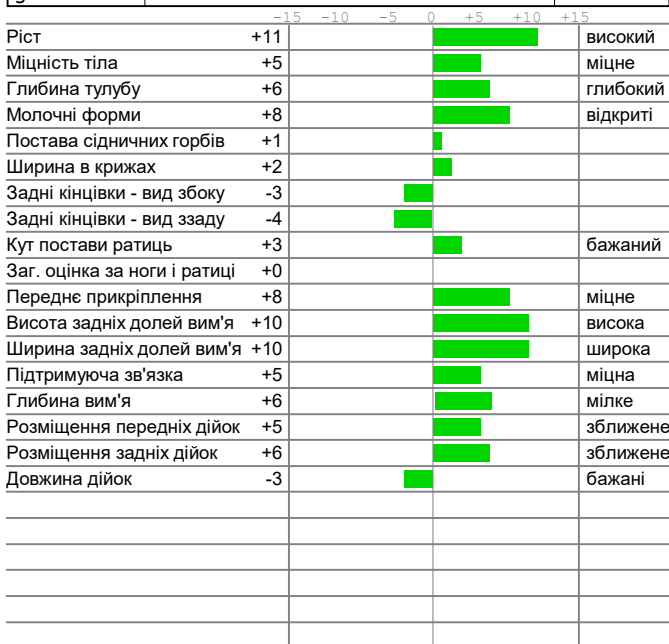 -15 -10 -5 0 +5 +10 +15
Ріст +11 високий
Міцність тіла +5 міцне
Глибина тулубу +6 глибокий
Молочні форми +8 відкриті
Постава сідничних горбів +1
Ширина в крижах +2
Задні кінцівки - вид збоку -3
Задні кінцівки - вид ззаду -4
Кут постави ратиць +3 бажаний
Заг. оцінка за ноги і ратиці +0
Переднє прикріплення +8 міцне
Висота задніх долей вим'я +10 висока
Ширина задніх долей вим'я +10 широка
Підтримуюча зв'язка +5 міцна
Глибина вим'я +6 мілке
Розміщення передніх дійок +5 зближене
Розміщення задніх дійок +6 зближене
Довжина дійок -3 бажані